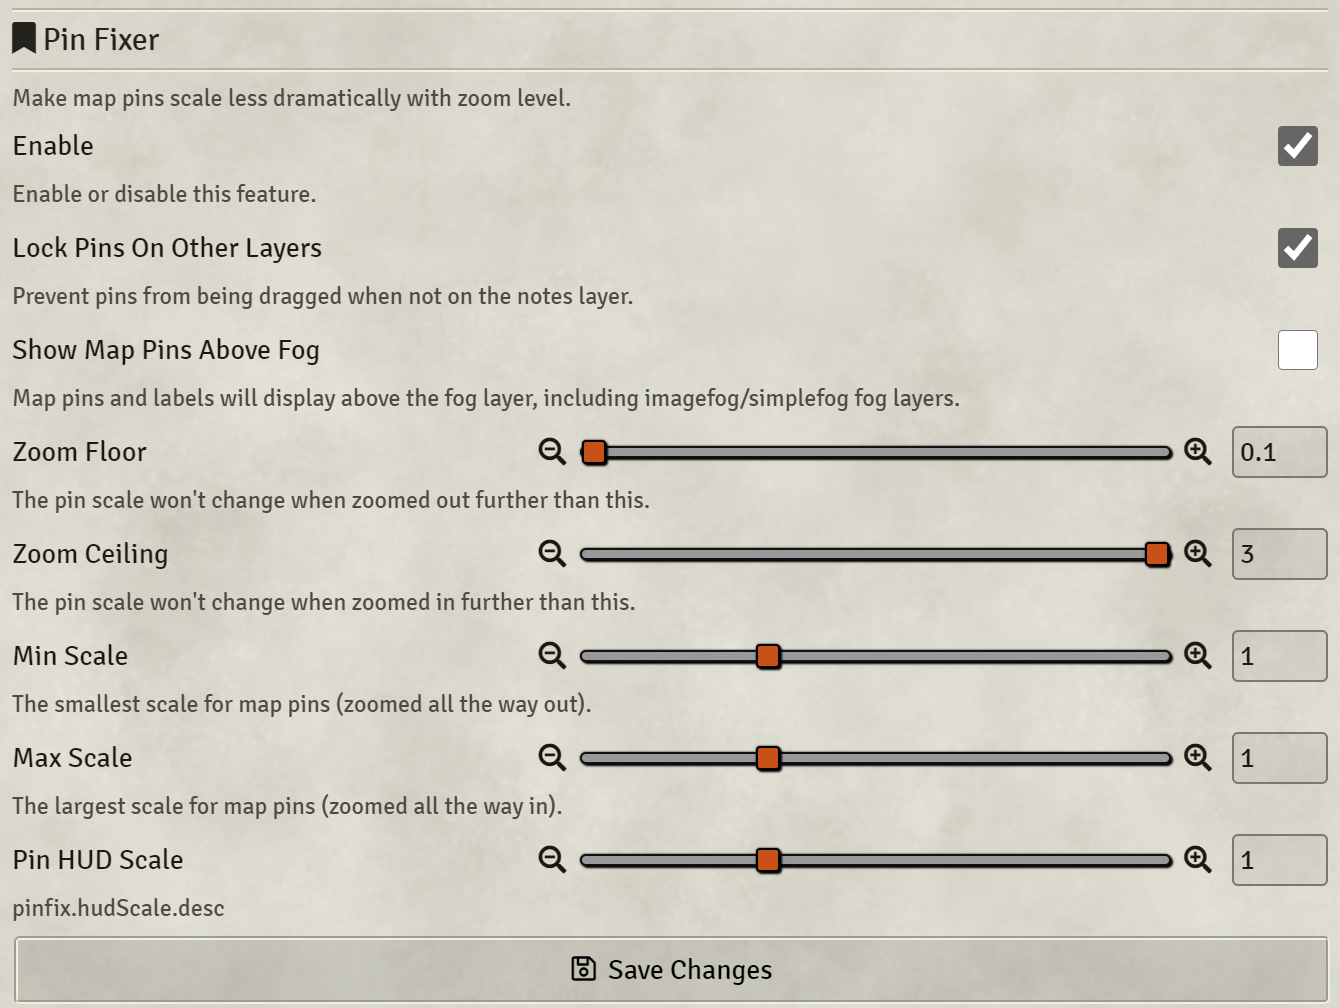 Pin Fixer
Make map pins scale less dramatically with zoom level.
Enable
Enable or disable this feature.
Lock Pins On Other Layers
Prevent pins from being dragged when not on the notes layer.
Show Map Pins Above Fog
Map pins and labels will display above the fog layer, including imagefog/simplefog fog layers.
Zoom Floor 0.1
The pin scale won't change when zoomed out further than this.
Zoom Ceiling 3
The pin scale won't change when zoomed in further than this.
Min Scale 1
The smallest scale for map pins (zoomed all the way out).
Max Scale 1
The largest scale for map pins (zoomed all the way in).
Pin HUD Scale 1
pinfix.hudScale.desc
Save Changes